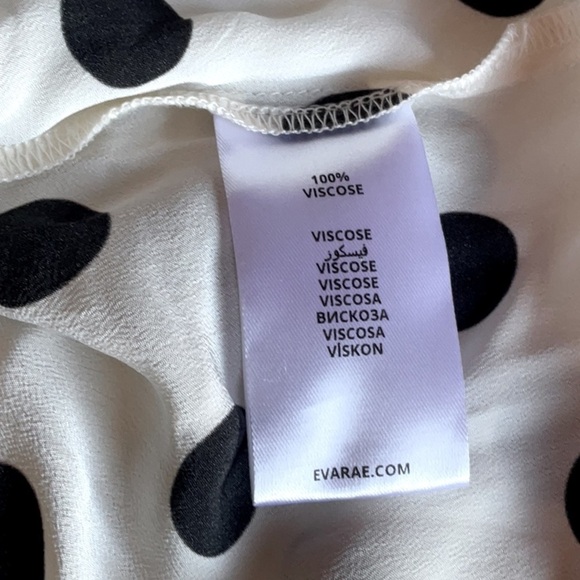 100%
VISCOSE
VISCOSE
فيسكوز
VISCOSE
VISCOSE
VISCOSA
ВИСКОЗА
VISCOSA
VİSKON
EVARAE.COM